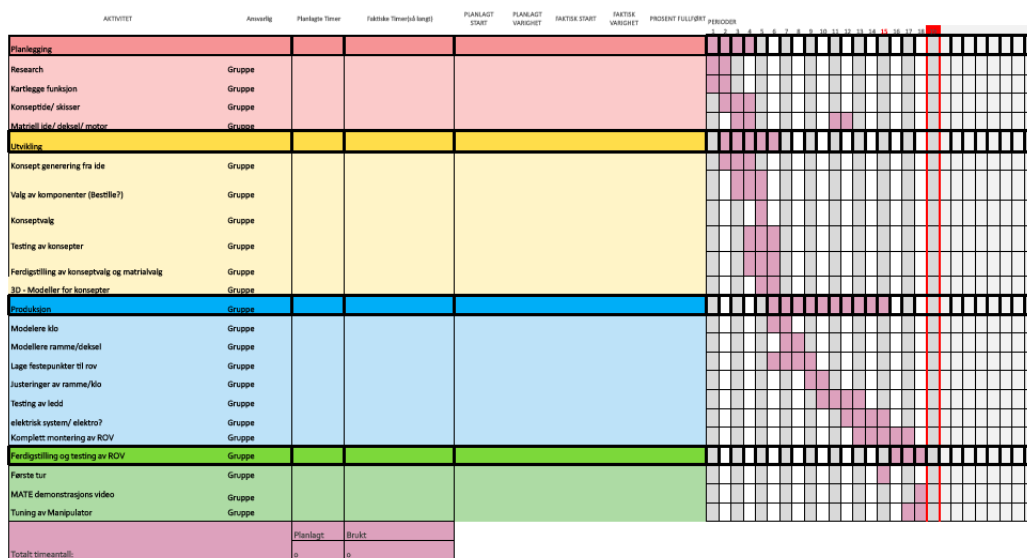 AKTIVITET Ansvarlig Planlagte Timer Faktiske Timer(så langt) PLANLAGT START PLANLAGT VARIGHET FAKTISK START FAKTISK VARIGHET PROSENT FULLFØRT PERIODER
1 2 3 4 5 6 7 8 9 10 11 12 13 14 15 16 17 18
Planlegging
Research Gruppe
Kartlegge funksjon Gruppe
Konseptide/ skisser Gruppe
Matriell ide/ deksel/ motor Gruppe
Utvikling
Konsept generering fra ide Gruppe
Valg av komponenter (Bestille?) Gruppe
Konseptvalg Gruppe
Testing av konsepter Gruppe
Ferdigstilling av konseptvalg og matrialvalg Gruppe
3D - Modeller for konsepter Gruppe
Produksjon Gruppe
Modelere klo Gruppe
Modellere ramme/deksel Gruppe
Lage festepunkter til rov Gruppe
Justeringer av ramme/klo Gruppe
Testing av ledd Gruppe
elektrisk system/ elektro? Gruppe
Komplett montering av ROV Gruppe
Ferdigstilling og testing av ROV Gruppe
Første tur Gruppe
MATE demonstrasjons video Gruppe
Tuning av Manipulator Gruppe
Planlagt Brukt
Totalt timeantall: 0 0